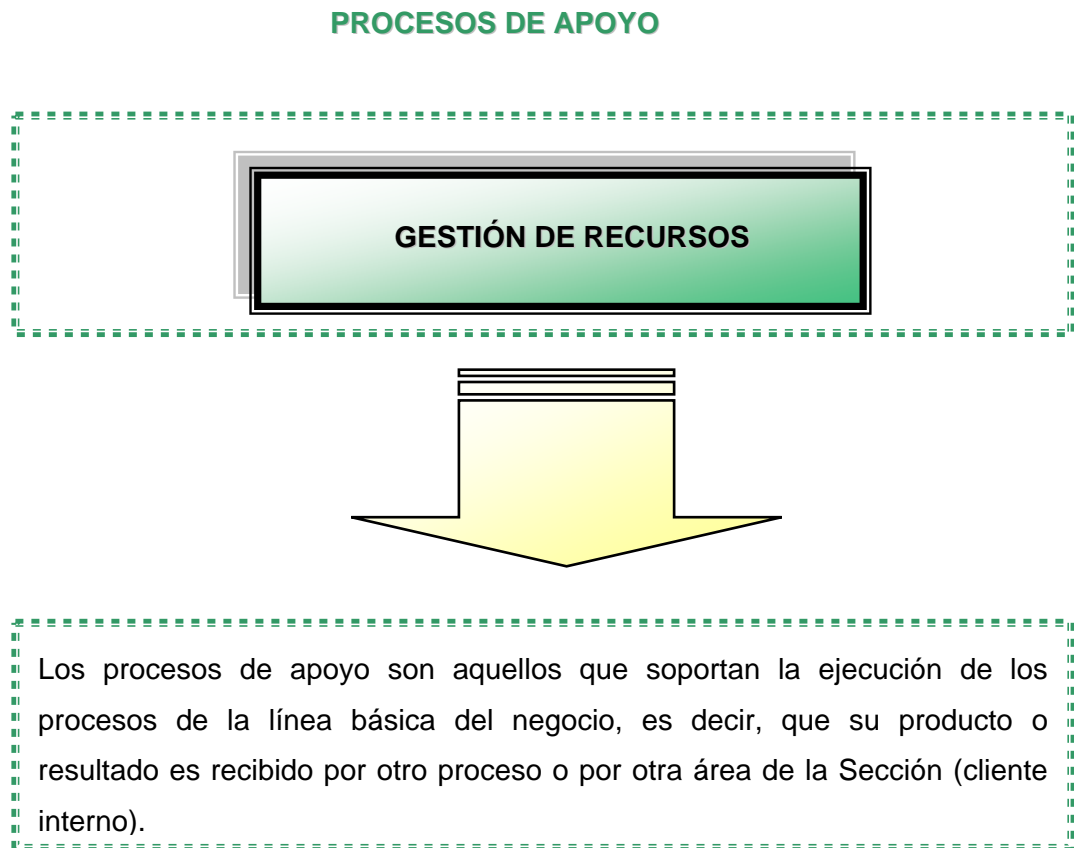 PROCESOS DE APOYO
GESTIÓN DE RECURSOS
Los procesos de apoyo son aquellos que soportan la ejecución de los
procesos de la línea básica del negocio, es decir, que su producto o
resultado es recibido por otro proceso o por otra área de la Sección (cliente
interno).